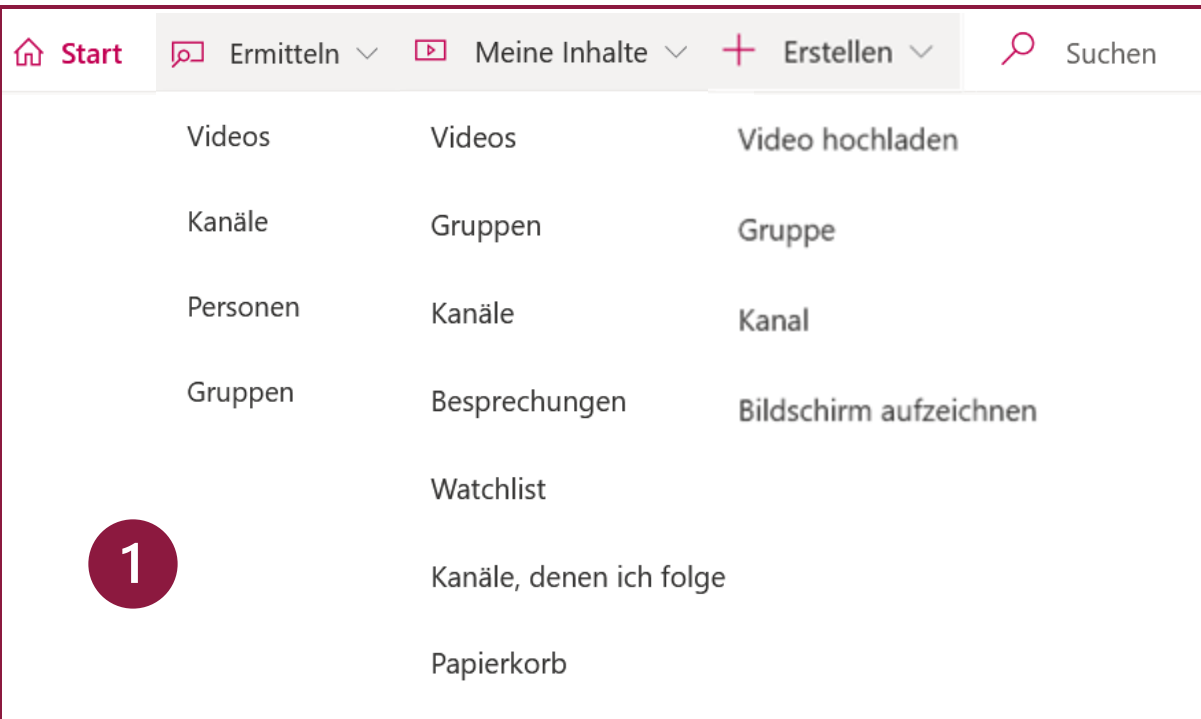 Start Ermitteln Meine Inhalte Erstellen Suchen
Videos
Kanäle
Personen
Gruppen
Videos
Gruppen
Kanäle
Besprechungen
Watchlist
Kanäle, denen ich folge
Papierkorb
Video hochladen
Gruppe
Kanal
Bildschirm aufzeichnen
1